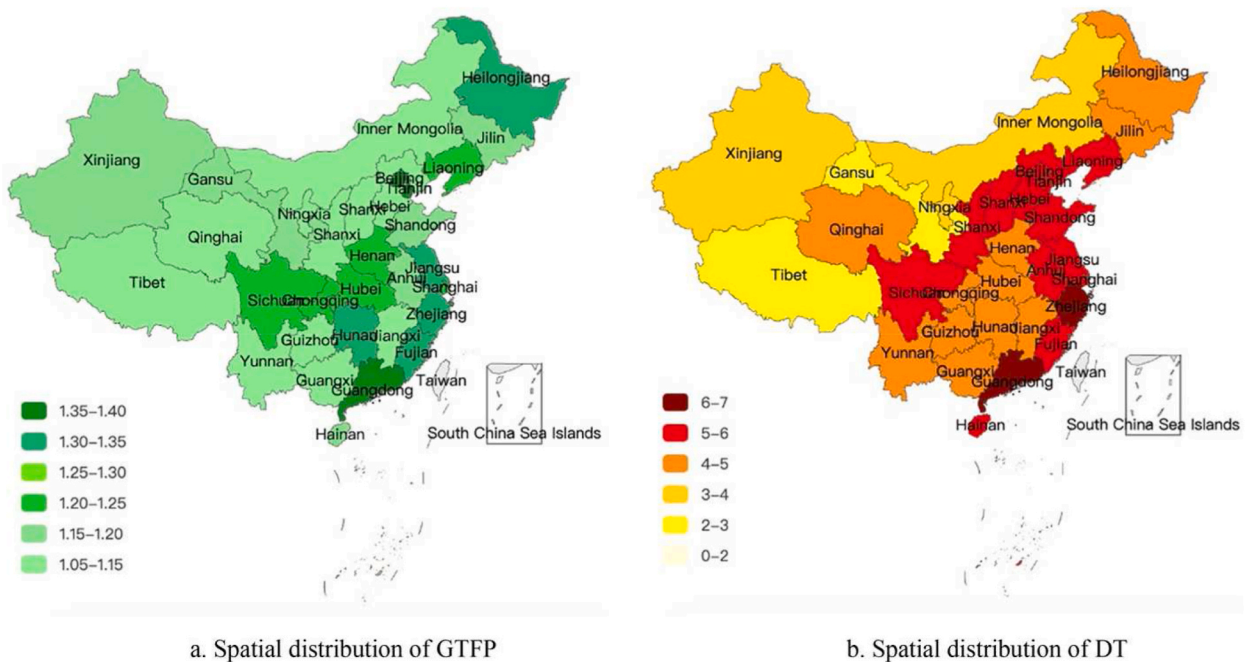 Heilongjiang
Inner Mongolia
Jilin
Xinjiang
Liaoning
Gansu
Beijing
Tianjin
Hebei
Ningxia
Shanxi
Shandong
Qinghai
Shanxi
Henan
Jiangsu
Tibet
Anhui
Hubei
Shanghai
Sichuan
Chongqing
Zhejiang
Hunan
Jiangxi
Guizhou
Fujian
Yunnan
Guangxi
Taiwan
Guangdong
Hainan
South China Sea Islands
1.35–1.40
1.30–1.35
1.25–1.30
1.20–1.25
1.15–1.20
1.05–1.15
a. Spatial distribution of GTFP
Heilongjiang
Inner Mongolia
Jilin
Xinjiang
Liaoning
Gansu
Beijing
Tianjin
Hebei
Ningxia
Shanxi
Shandong
Qinghai
Shanxi
Henan
Jiangsu
Tibet
Anhui
Hubei
Shanghai
Sichuan
Chongqing
Zhejiang
Hunan
Jiangxi
Guizhou
Fujian
Yunnan
Guangxi
Taiwan
Guangdong
Hainan
South China Sea Islands
6–7
5–6
4–5
3–4
2–3
0–2
b. Spatial distribution of DT